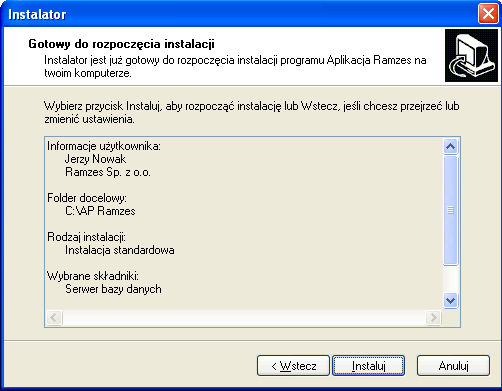 Instalator
Gotowy do rozpoczęcia instalacji
Instalator jest już gotowy do rozpoczęcia instalacji programu Aplikacja Ramzes na
twoim komputerze.
Wybierz przycisk Instaluj, aby rozpocząć instalację lub Wstecz, jeśli chcesz przejrzeć lub
zmienić ustawienia.
Informacje użytkownika:
Jerzy Nowak
Ramzes Sp. z o.o.
Folder docelowy:
C:\AP Ramzes
Rodzaj instalacji:
Instalacja standardowa
Wybrane składniki:
Serwer bazy danych
< Wstecz
Instaluj
Anuluj